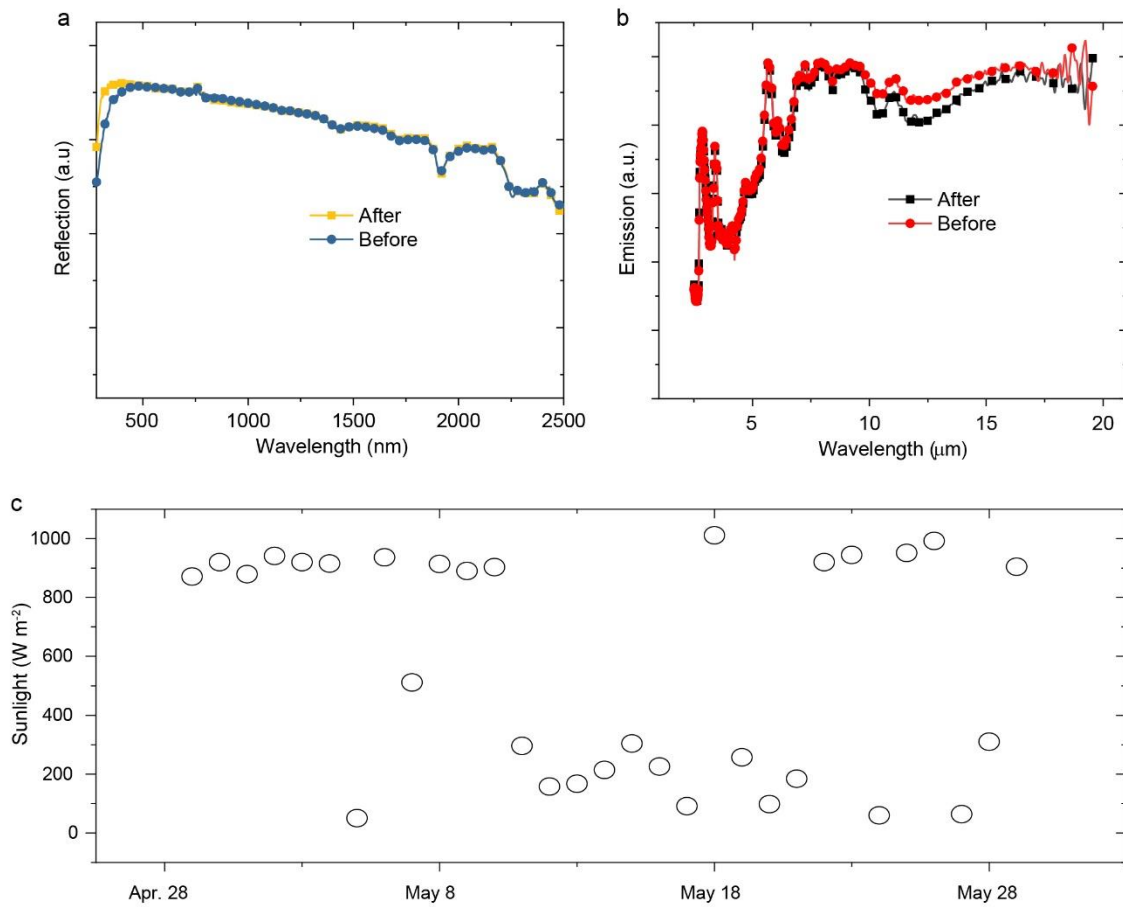 a
Reflection (a.u)
After
Before
500
1000
1500
2000
2500
Wavelength (nm)
b
Emission (a.u.)
After
Before
5
10
15
20
Wavelength (μm)
c
Sunlight (W m⁻²)
1000
800
600
400
200
0
Apr. 28
May 8
May 18
May 28